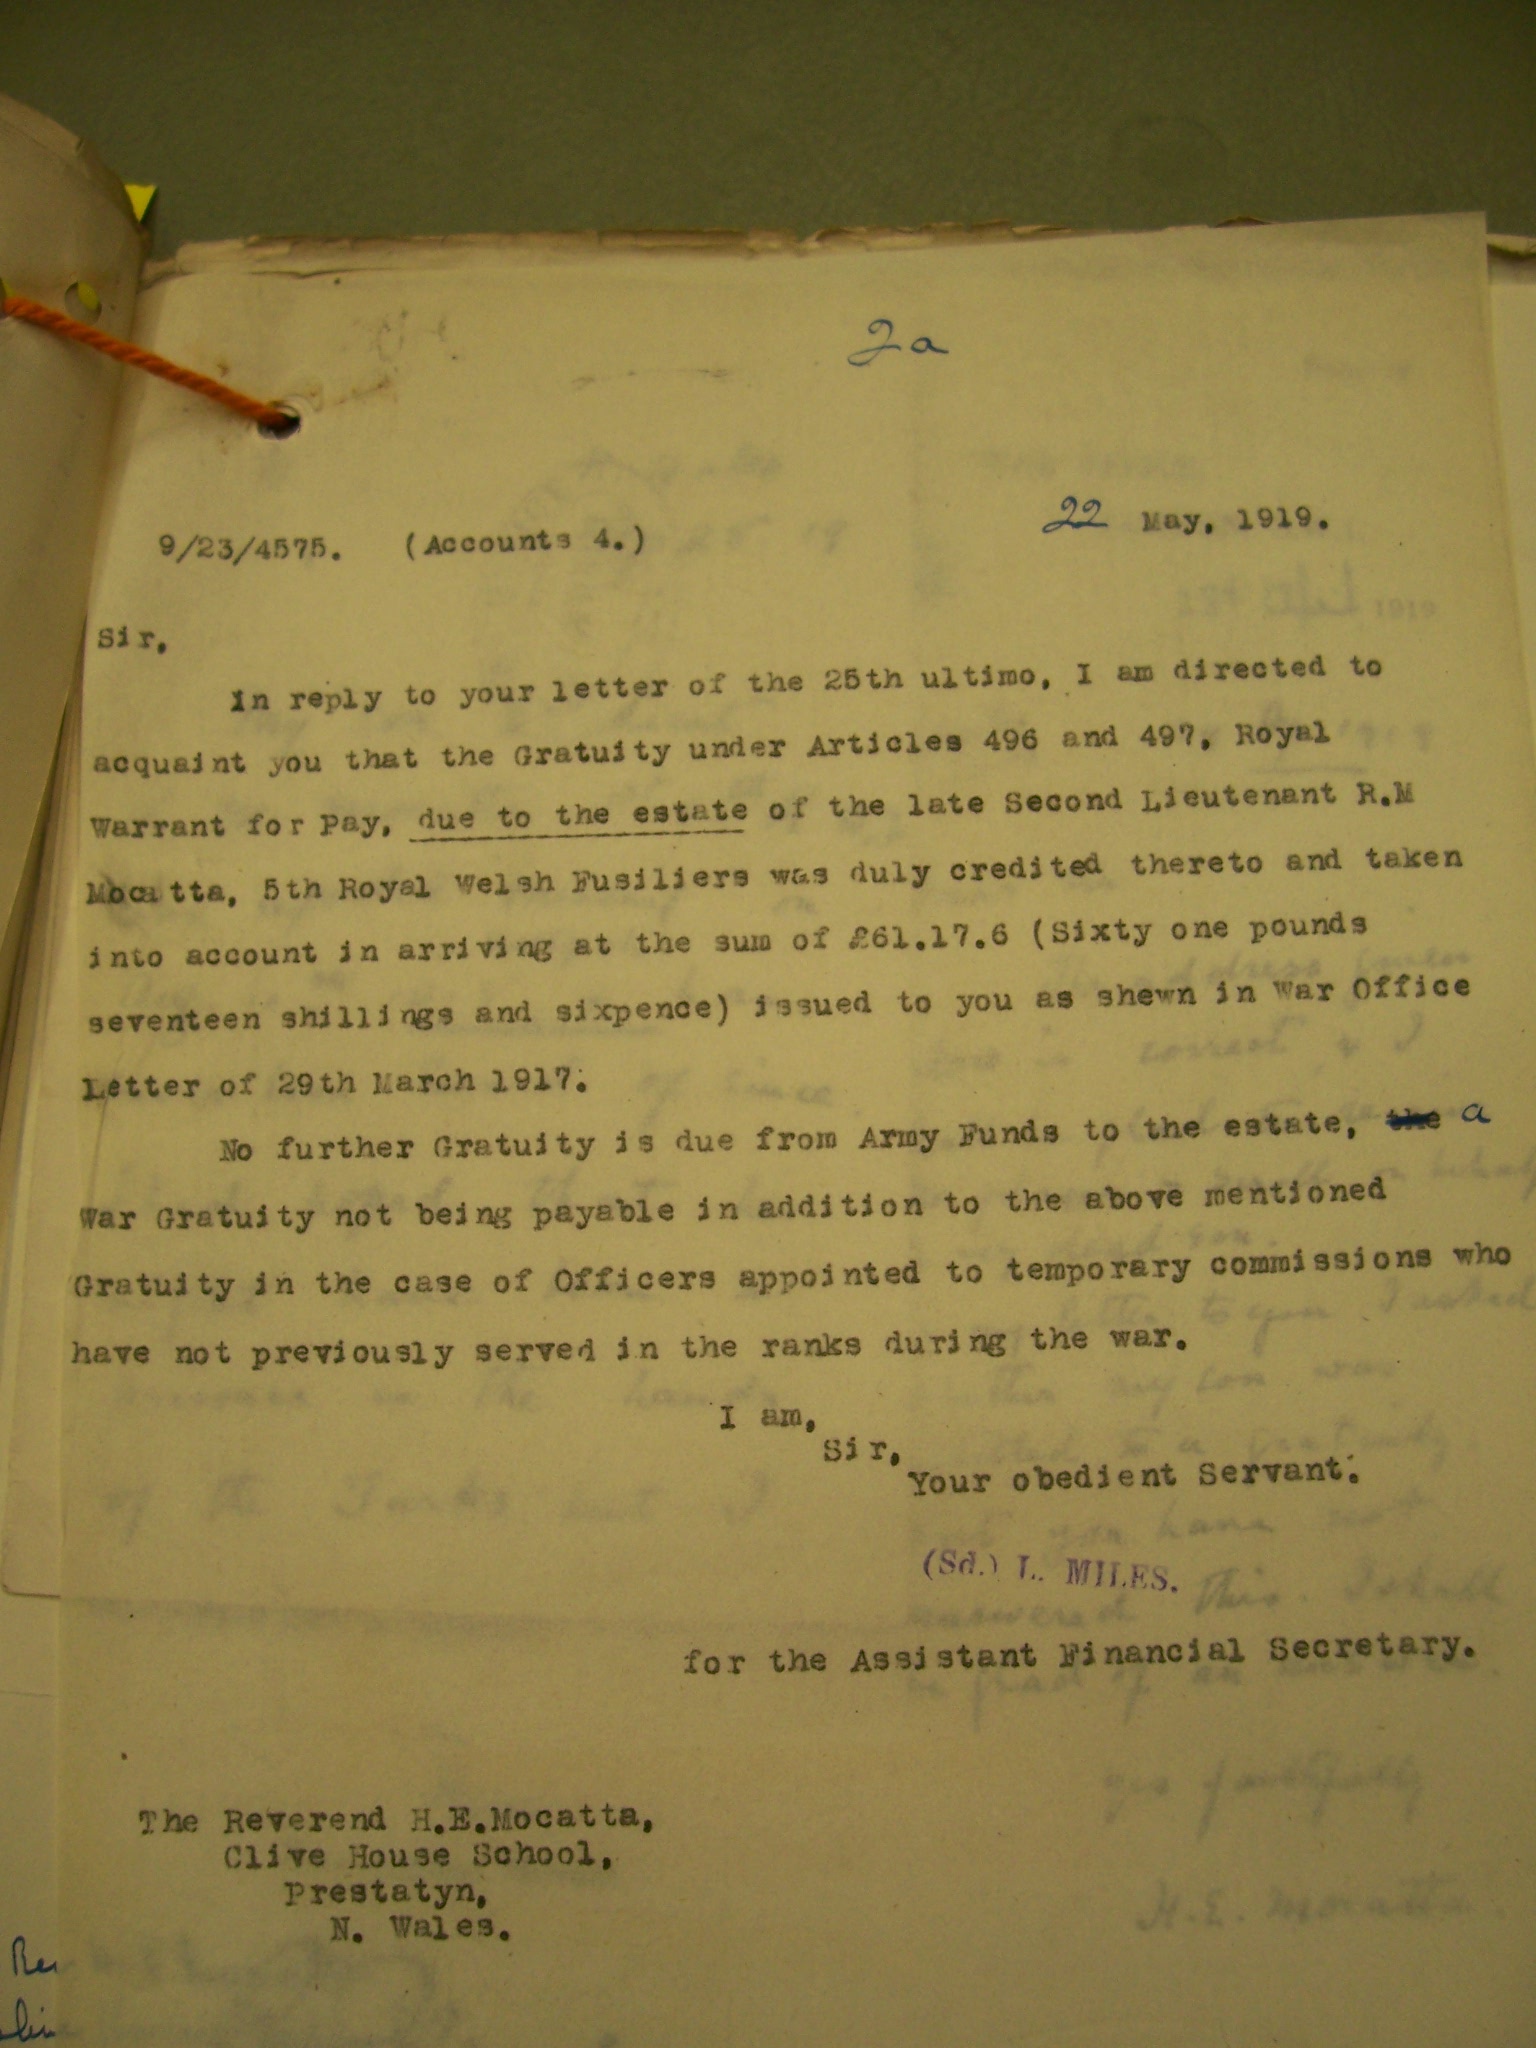 2a
9/23/4575. (Accounts 4.) 22 May, 1919.
Sir,
In reply to your letter of the 25th ultimo, I am directed to
acquaint you that the Gratuity under Articles 496 and 497, Royal
Warrant for Pay, due to the estate of the late Second Lieutenant R.M
Mocatta, 5th Royal Welsh Fusiliers was duly credited thereto and taken
into account in arriving at the sum of £61.17.6 (Sixty one pounds
seventeen shillings and sixpence) issued to you as shewn in War Office
Letter of 29th March 1917.
No further Gratuity is due from Army Funds to the estate, the a
War Gratuity not being payable in addition to the above mentioned
Gratuity in the case of Officers appointed to temporary commissions who
have not previously served in the ranks during the war.
I am,
Sir,
Your obedient Servant.
(Sd.) L. MILES.
for the Assistant Financial Secretary.
The Reverend H.E.Mocatta,
Clive House School,
Prestatyn,
N. Wales.